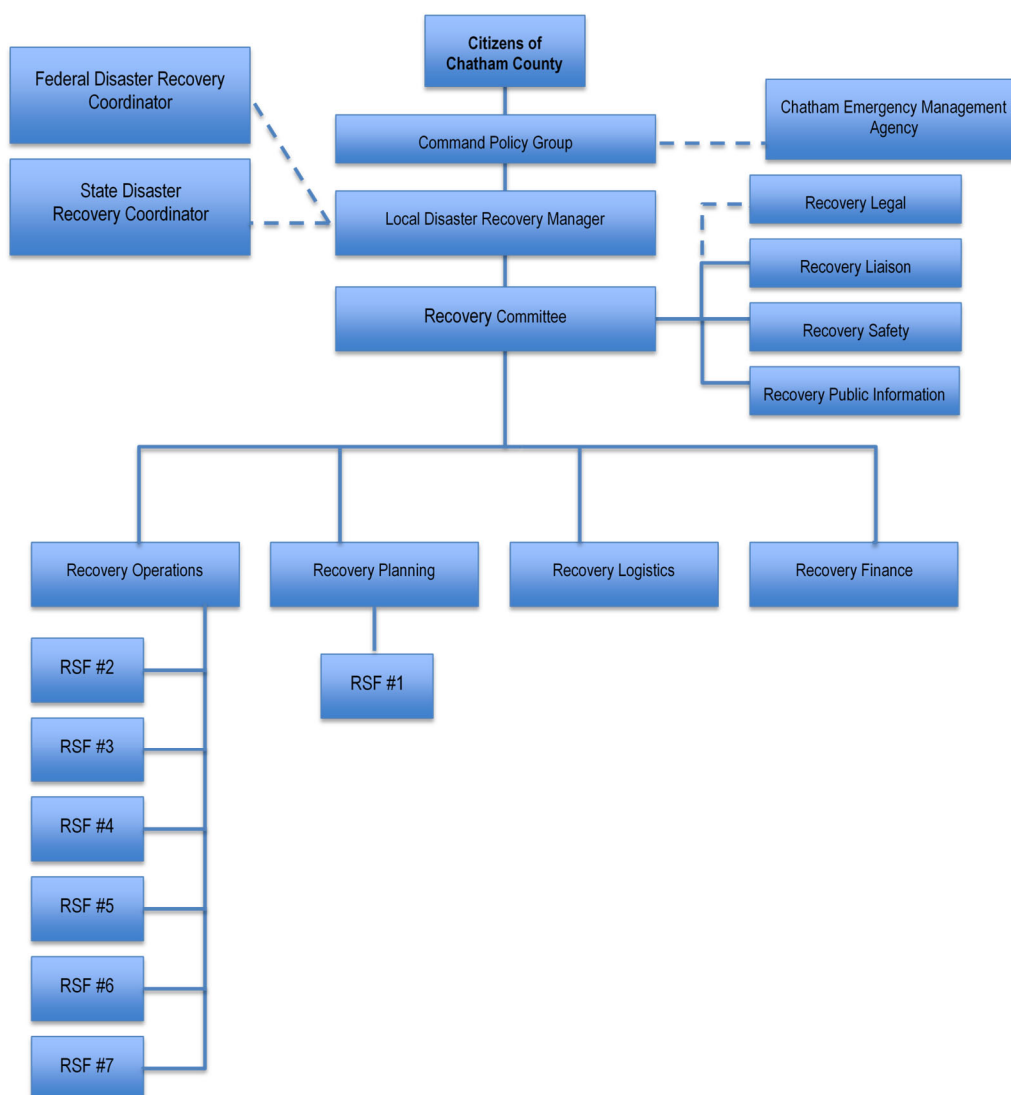 Citizens of
Chatham County
Federal Disaster Recovery
Coordinator
Chatham Emergency Management
Agency
Command Policy Group
State Disaster
Recovery Coordinator
Local Disaster Recovery Manager
Recovery Legal
Recovery Liaison
Recovery Committee
Recovery Safety
Recovery Public Information
Recovery Operations
Recovery Planning
Recovery Logistics
Recovery Finance
RSF #2
RSF #1
RSF #3
RSF #4
RSF #5
RSF #6
RSF #7